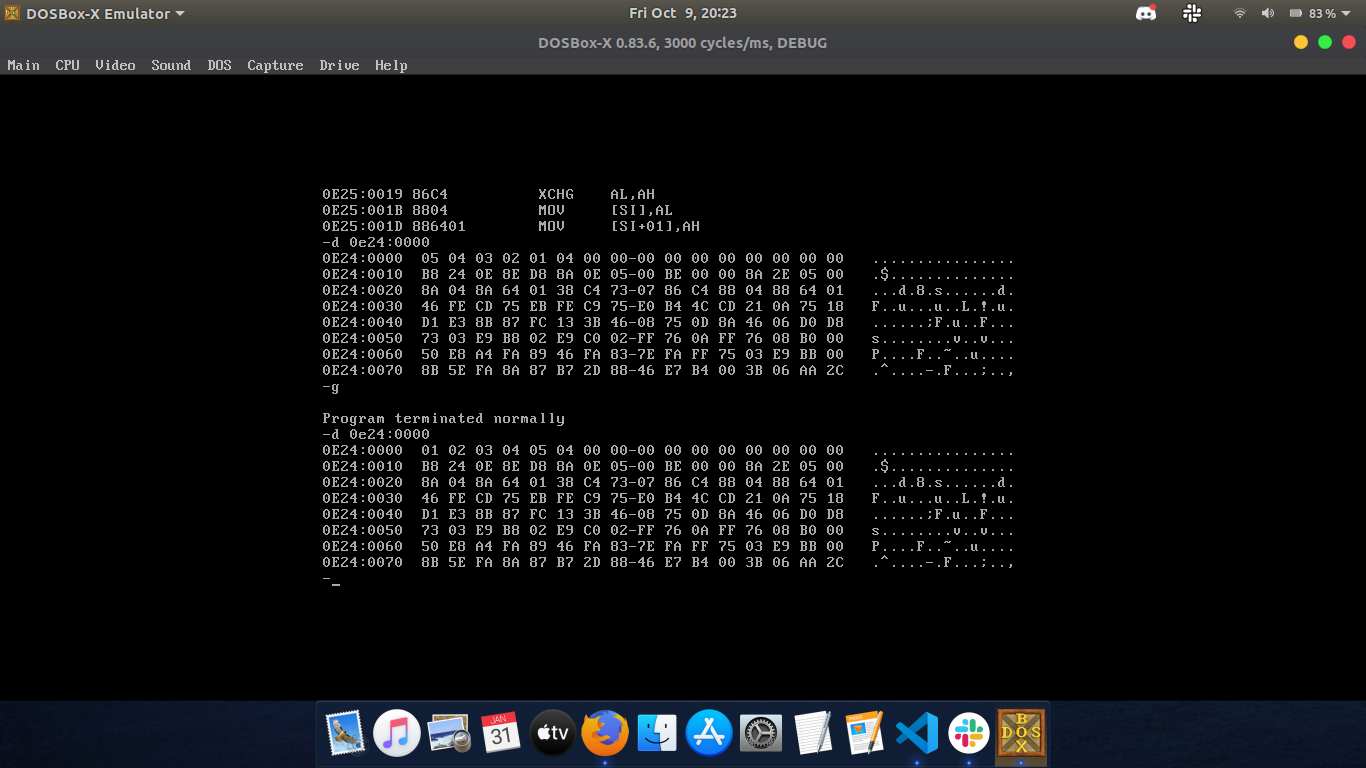 DOSBox-X Emulator Fri Oct 9, 20:23 83 %
DOSBox-X 0.83.6, 3000 cycles/ms, DEBUG
Main CPU Video Sound DOS Capture Drive Help
0E25:0019 86C4 XCHG AL,AH
0E25:001B 8804 MOV [SI],AL
0E25:001D 886401 MOV [SI+01],AH
-d 0e24:0000
0E24:0000 05 04 03 02 01 04 00 00-00 00 00 00 00 00 00 00 ................
0E24:0010 B8 24 0E 8E D8 8A 0E 05-00 BE 00 00 8A 2E 05 00 .$..............
0E24:0020 8A 04 8A 64 01 38 C4 73-07 86 C4 88 04 88 64 01 ...d.8.s......d.
0E24:0030 46 FE CD 75 EB FE C9 75-E0 B4 4C CD 21 0A 75 18 F..u...u..L.!.u.
0E24:0040 D1 E3 8B 87 FC 13 3B 46-08 75 0D 8A 46 06 D0 D8 ......;F.u..F...
0E24:0050 73 03 E9 B8 02 E9 C0 02-FF 76 0A FF 76 08 B0 00 s........v..v...
0E24:0060 50 E8 A4 FA 89 46 FA 83-7E FA FF 75 03 E9 BB 00 P....F..~..u....
0E24:0070 8B 5E FA 8A 87 B7 2D 88-46 E7 B4 00 3B 06 AA 2C .^....-.F...;..,
-g
Program terminated normally
-d 0e24:0000
0E24:0000 01 02 03 04 05 04 00 00-00 00 00 00 00 00 00 00 ................
0E24:0010 B8 24 0E 8E D8 8A 0E 05-00 BE 00 00 8A 2E 05 00 .$..............
0E24:0020 8A 04 8A 64 01 38 C4 73-07 86 C4 88 04 88 64 01 ...d.8.s......d.
0E24:0030 46 FE CD 75 EB FE C9 75-E0 B4 4C CD 21 0A 75 18 F..u...u..L.!.u.
0E24:0040 D1 E3 8B 87 FC 13 3B 46-08 75 0D 8A 46 06 D0 D8 ......;F.u..F...
0E24:0050 73 03 E9 B8 02 E9 C0 02-FF 76 0A FF 76 08 B0 00 s........v..v...
0E24:0060 50 E8 A4 FA 89 46 FA 83-7E FA FF 75 03 E9 BB 00 P....F..~..u....
0E24:0070 8B 5E FA 8A 87 B7 2D 88-46 E7 B4 00 3B 06 AA 2C .^....-.F...;..,
-_
JAN
31
tv
PAGES
BOX
DOS